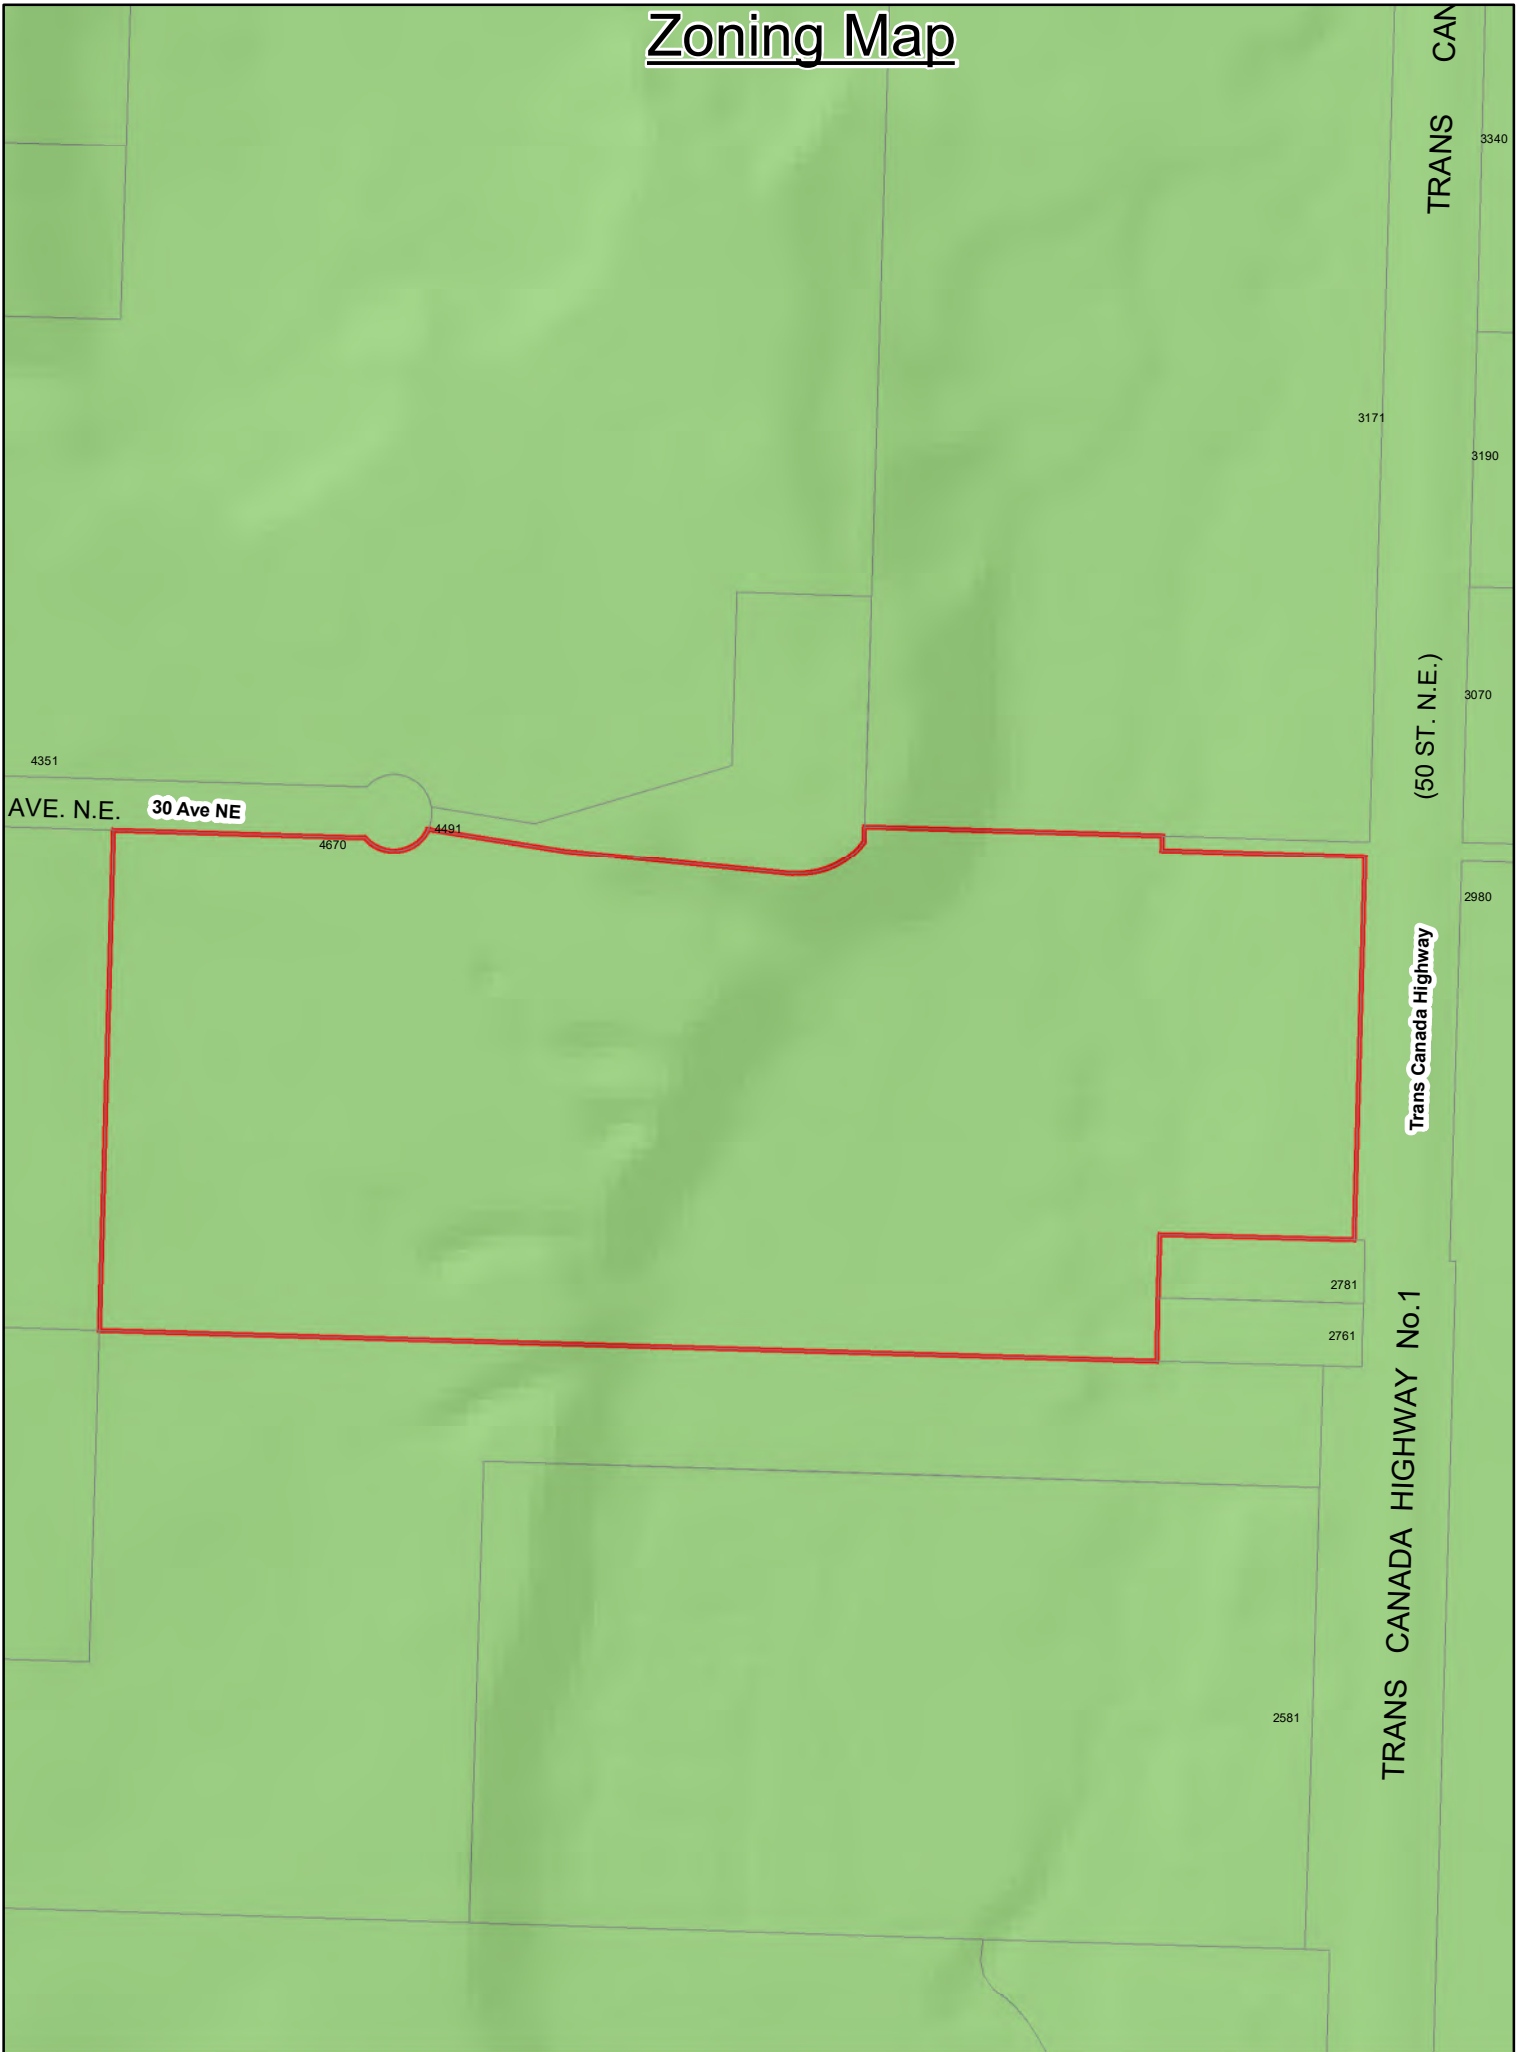 Zoning Map
TRANS CAN
3340
3171
3190
(50 ST. N.E.)
3070
4351
AVE. N.E.
30 Ave NE
4491
4670
2980
Trans Canada Highway
2781
2761
TRANS CANADA HIGHWAY No.1
2581